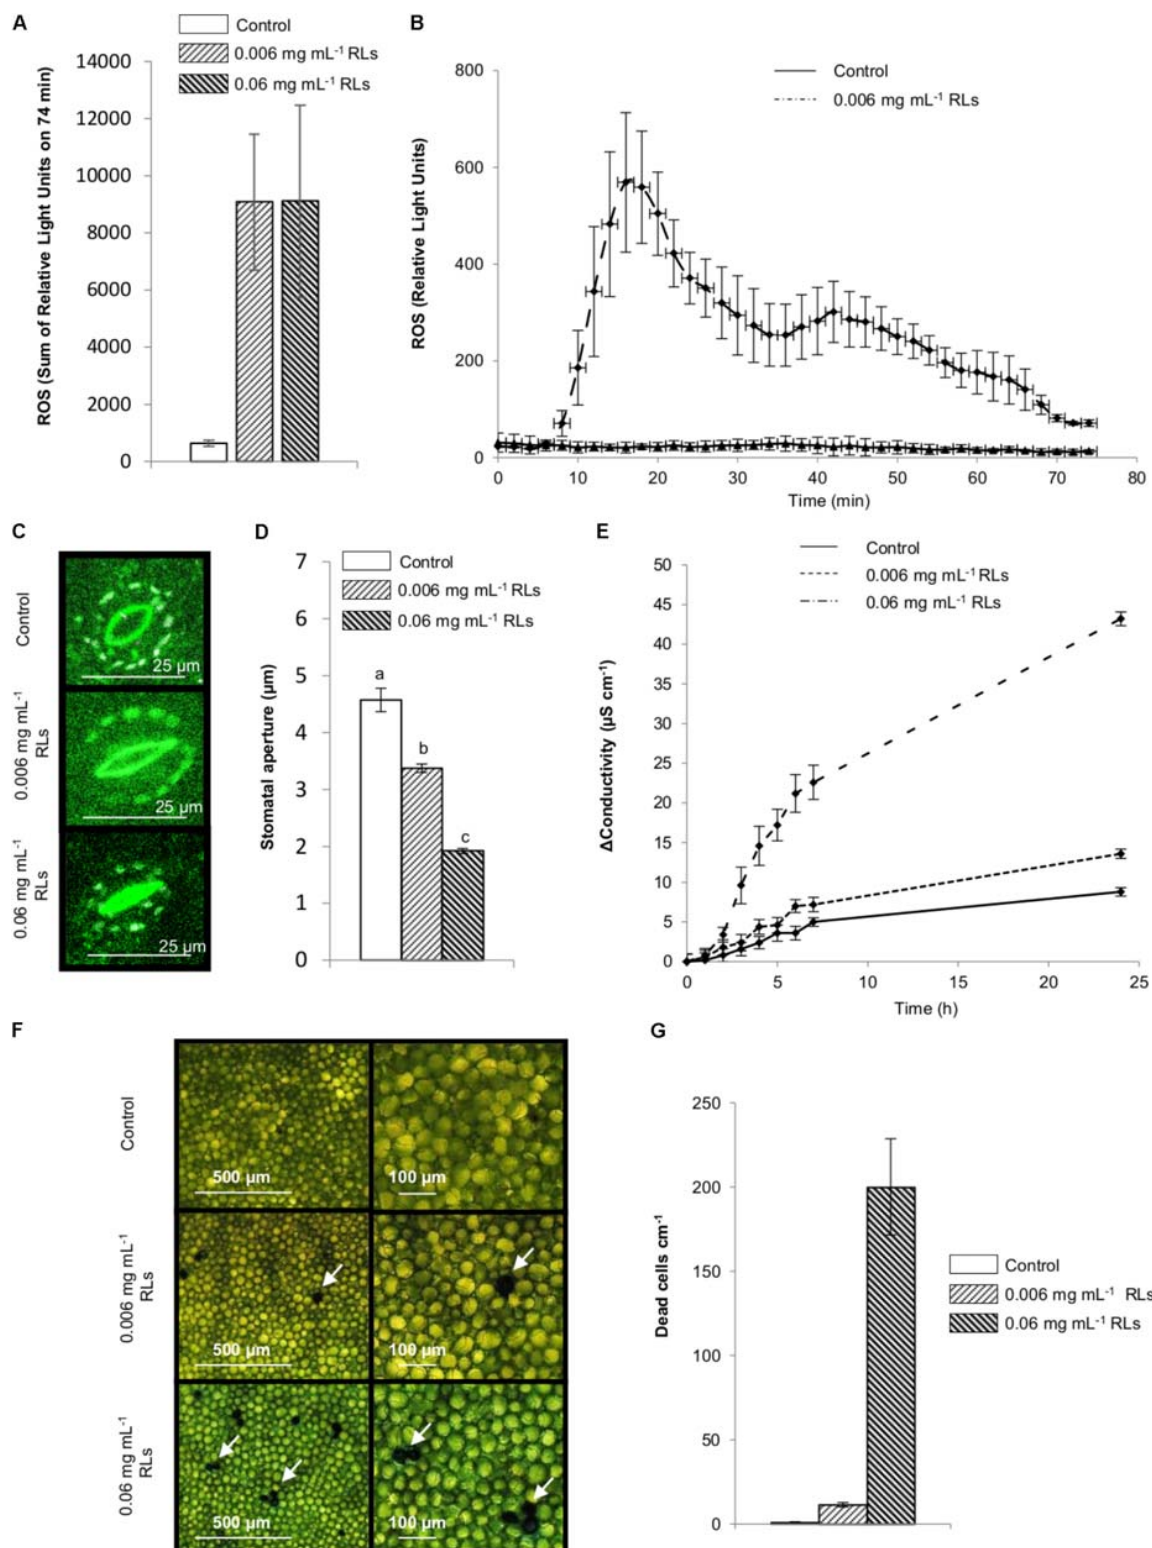 A
Control
0.006 mg mL⁻¹ RLs
0.06 mg mL⁻¹ RLs
ROS (Sum of Relative Light Units on 74 min)
14000
12000
10000
8000
6000
4000
2000
0
B
Control
0.006 mg mL⁻¹ RLs
ROS (Relative Light Units)
800
600
400
200
0
0 10 20 30 40 50 60 70 80
Time (min)
C
Control
25 µm
0.006 mg mL⁻¹
RLs
25 µm
0.06 mg mL⁻¹
RLs
25 µm
D
Control
0.006 mg mL⁻¹ RLs
0.06 mg mL⁻¹ RLs
Stomatal aperture (µm)
7
6
5
4
3
2
1
0
a
b
c
E
Control
0.006 mg mL⁻¹ RLs
0.06 mg mL⁻¹ RLs
ΔConductivity (µS cm⁻¹)
50
45
40
35
30
25
20
15
10
5
0
0 5 10 15 20 25
Time (h)
F
Control
500 µm
100 µm
0.006 mg mL⁻¹
RLs
500 µm
100 µm
0.06 mg mL⁻¹
RLs
500 µm
100 µm
G
Dead cells cm⁻¹
250
200
150
100
50
0
Control
0.006 mg mL⁻¹ RLs
0.06 mg mL⁻¹ RLs